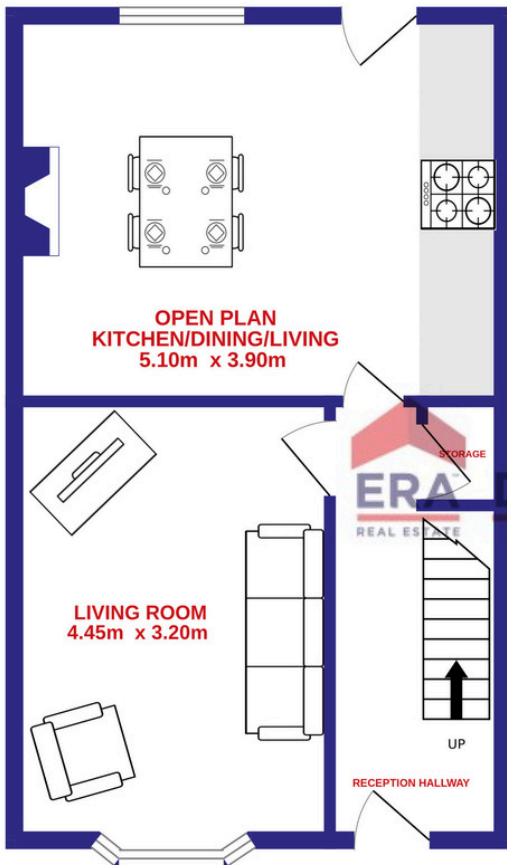 OPEN PLAN
KITCHEN/DINING/LIVING
5.10m x 3.90m
STORAGE
ERA
REAL ESTATE
LIVING ROOM
4.45m x 3.20m
UP
RECEPTION HALLWAY